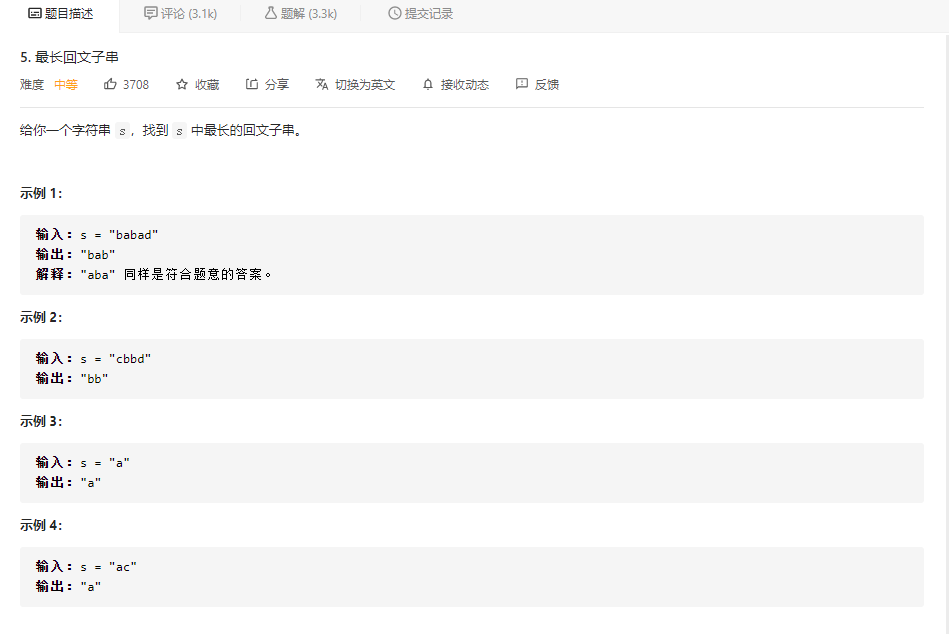 题目描述 评论 (3.1k) 题解 (3.3k) 提交记录
5. 最长回文子串
难度 中等 3708 收藏 分享 切换为英文 接收动态 反馈
给你一个字符串 s，找到 s 中最长的回文子串。
示例 1：
输入：s = "babad"
输出："bab"
解释："aba" 同样是符合题意的答案。
示例 2：
输入：s = "cbbd"
输出："bb"
示例 3：
输入：s = "a"
输出："a"
示例 4：
输入：s = "ac"
输出："a"